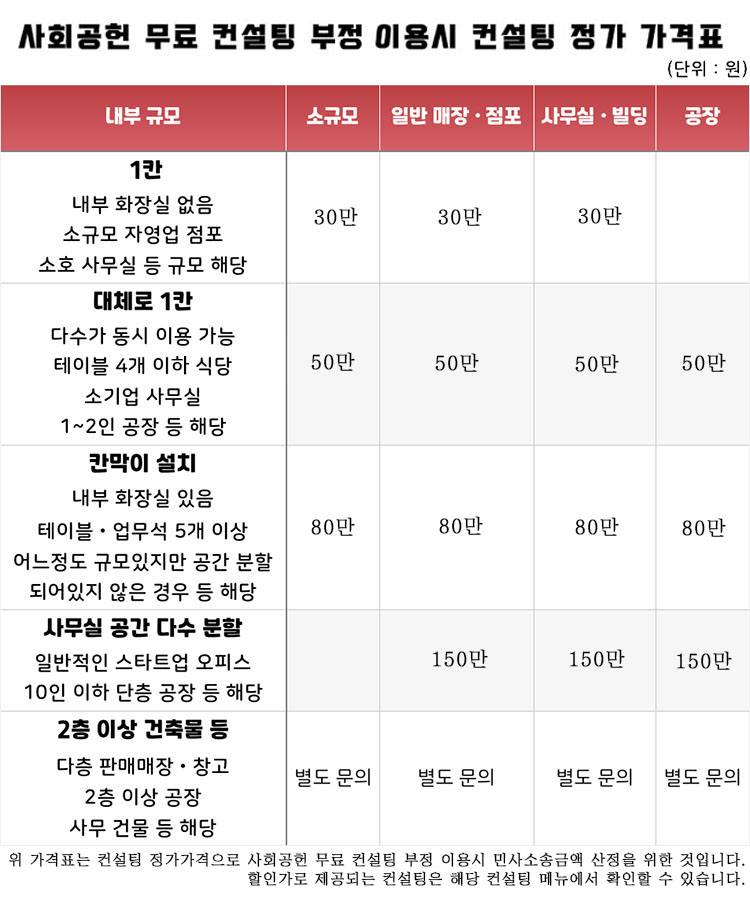 사회공헌 무료 컨설팅 부정 이용시 컨설팅 정가 가격표
(단위 : 원)
내부 규모 소규모 일반 매장·점포 사무실·빌딩 공장
1칸
내부 화장실 없음
소규모 자영업 점포
소호 사무실 등 규모 해당
30만 30만 30만
대체로 1칸
다수가 동시 이용 가능
테이블 4개 이하 식당
소기업 사무실
1~2인 공장 등 해당
50만 50만 50만 50만
칸막이 설치
내부 화장실 있음
테이블·업무석 5개 이상
어느정도 규모있지만 공간 분할
되어있지 않은 경우 등 해당
80만 80만 80만 80만
사무실 공간 다수 분할
일반적인 스타트업 오피스
10인 이하 단층 공장 등 해당
150만 150만 150만
2층 이상 건축물 등
다층 판매매장·창고
2층 이상 공장
사무 건물 등 해당
별도 문의 별도 문의 별도 문의 별도 문의
위 가격표는 컨설팅 정가가격으로 사회공헌 무료 컨설팅 부정 이용시 민사소송금액 산정을 위한 것입니다.
할인가로 제공되는 컨설팅은 해당 컨설팅 메뉴에서 확인할 수 있습니다.